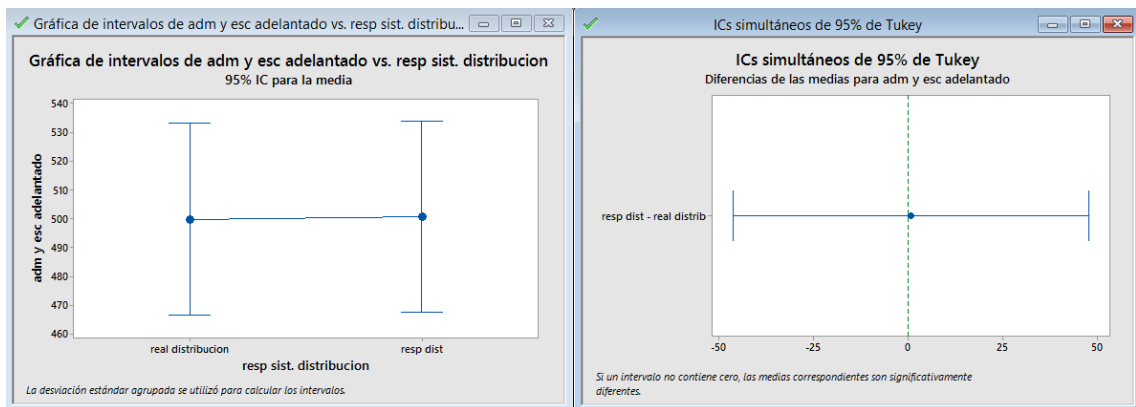 Gráfica de intervalos de adm y esc adelantado vs. resp sist. distribu...
Gráfica de intervalos de adm y esc adelantado vs. resp sist. distribucion
95% IC para la media
540
530
520
510
500
490
480
470
460
adm y esc adelantado
real distribucion
resp dist
resp sist. distribucion
La desviación estándar agrupada se utilizó para calcular los intervalos.
ICs simultáneos de 95% de Tukey
ICs simultáneos de 95% de Tukey
Diferencias de las medias para adm y esc adelantado
resp dist - real distrib
-50
-25
0
25
50
Si un intervalo no contiene cero, las medias correspondientes son significativamente
diferentes.